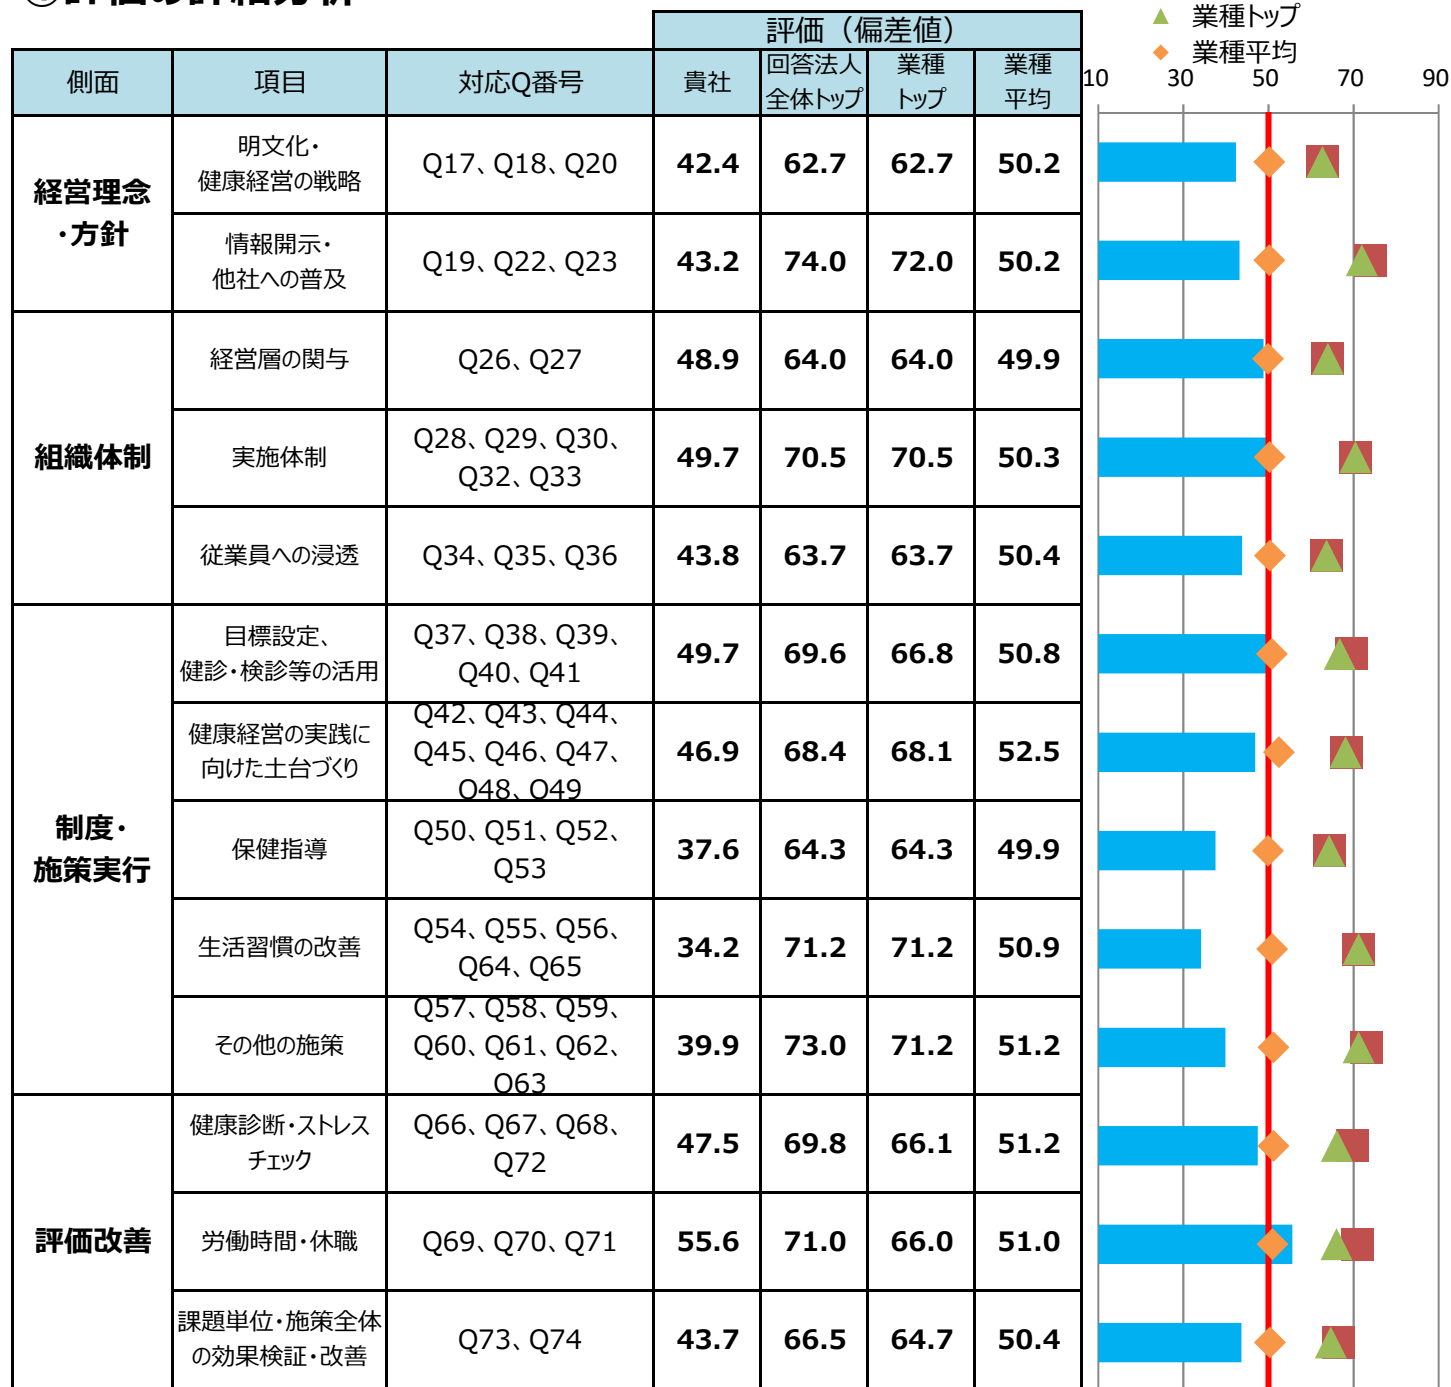 評価（偏差値）
▲ 業種トップ
◆ 業種平均
側面 項目 対応Q番号 貴社 回答法人 業種 業種
全体トップ トップ 平均
10 30 50 70 90
経営理念
・方針
明文化・
健康経営の戦略
Q17、Q18、Q20 42.4 62.7 62.7 50.2
情報開示・
他社への普及
Q19、Q22、Q23 43.2 74.0 72.0 50.2
組織体制
経営層の関与 Q26、Q27 48.9 64.0 64.0 49.9
実施体制
Q28、Q29、Q30、
Q32、Q33
49.7 70.5 70.5 50.3
従業員への浸透 Q34、Q35、Q36 43.8 63.7 63.7 50.4
制度・
施策実行
目標設定、
健診・検診等の活用
Q37、Q38、Q39、
Q40、Q41
49.7 69.6 66.8 50.8
健康経営の実践に
向けた土台づくり
Q42、Q43、Q44、
Q45、Q46、Q47、
Q48、Q49
46.9 68.4 68.1 52.5
保健指導
Q50、Q51、Q52、
Q53
37.6 64.3 64.3 49.9
生活習慣の改善
Q54、Q55、Q56、
Q64、Q65
34.2 71.2 71.2 50.9
その他の施策
Q57、Q58、Q59、
Q60、Q61、Q62、
Q63
39.9 73.0 71.2 51.2
評価改善
健康診断・ストレス
チェック
Q66、Q67、Q68、
Q72
47.5 69.8 66.1 51.2
労働時間・休職 Q69、Q70、Q71 55.6 71.0 66.0 51.0
課題単位・施策全体
の効果検証・改善
Q73、Q74 43.7 66.5 64.7 50.4